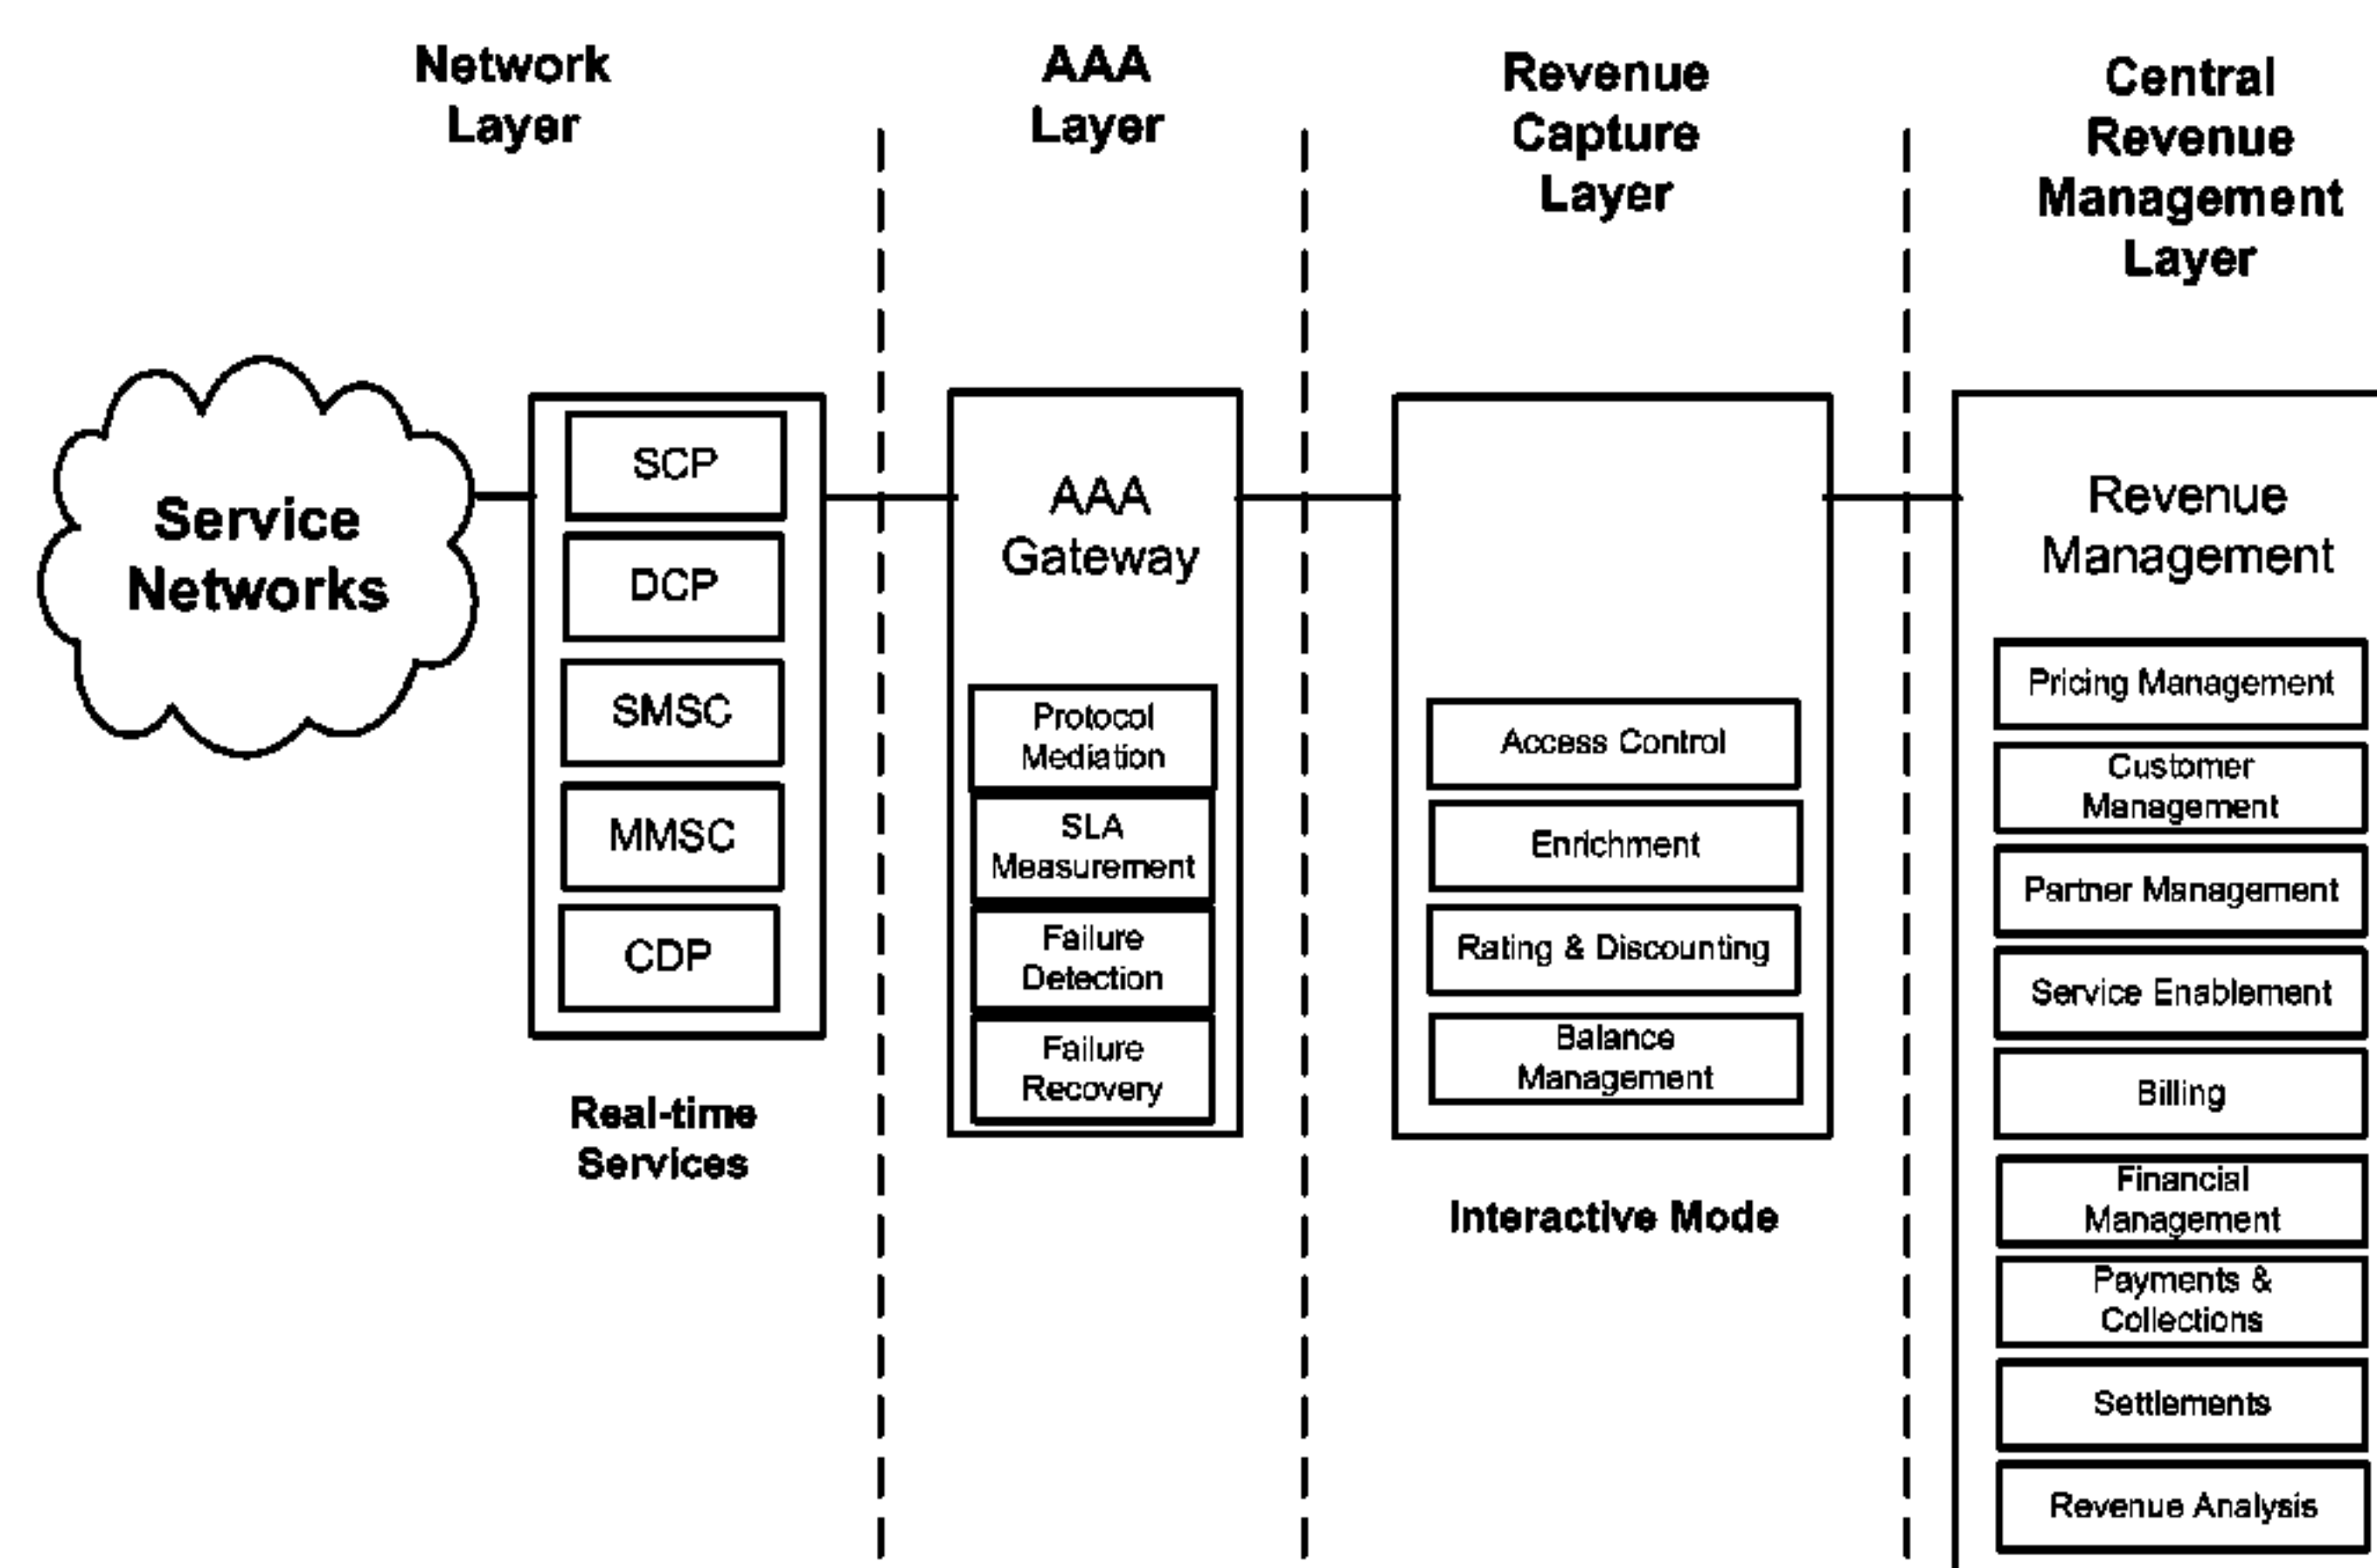 Network
Layer
AAA
Layer
Revenue
Capture
Layer
Central
Revenue
Management
Layer
Service
Networks
SCP
DCP
SMSC
MMSC
CDP
Real-time
Services
AAA
Gateway
Protocol
Mediation
SLA
Measurement
Failure
Detection
Failure
Recovery
Access Control
Enrichment
Rating & Discounting
Balance
Management
Interactive Mode
Revenue
Management
Pricing Management
Customer
Management
Partner Management
Service Enablement
Billing
Financial
Management
Payments &
Collections
Settlements
Revenue Analysis